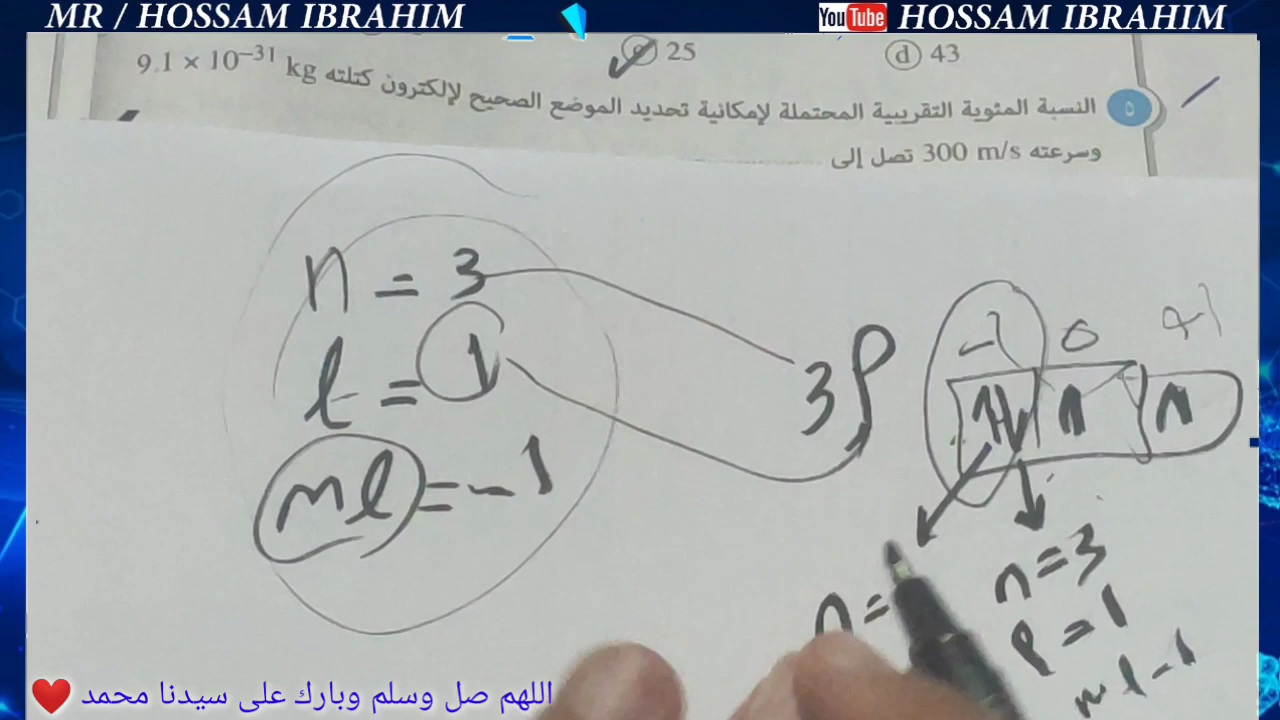 MR / HOSSAM IBRAHIM
YouTube HOSSAM IBRAHIM
25
d 43
٥ النسبة المئوية التقريبية المحتملة لإمكانية تحديد الموضع الصحيح لإلكترون كتلته 9.1 × 10⁻³¹ kg
وسرعته 300 m/s تصل إلى
n = 3
l = 1
ml = -1
3p
-1 0 +1
n = 3
l = 1
ml -1
n =
اللهم صل وسلم وبارك على سيدنا محمد